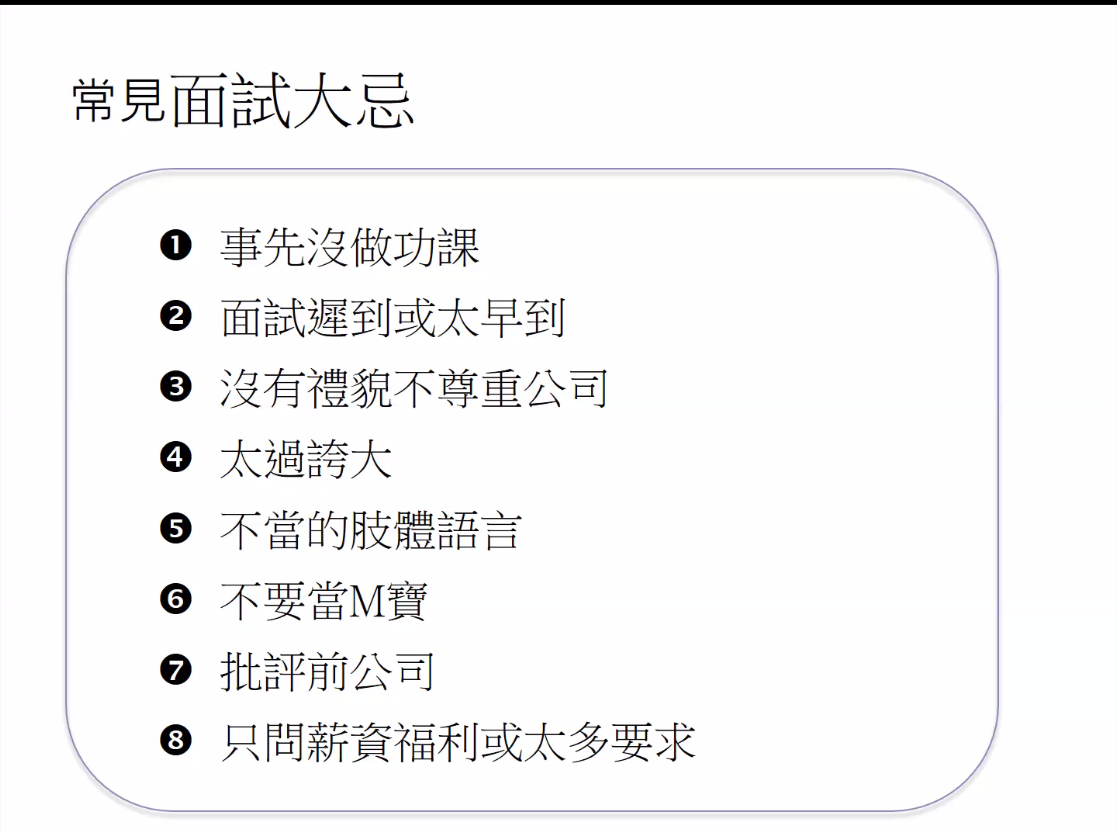 常見面試大忌
❶ 事先沒做功課
❷ 面試遲到或太早到
❸ 沒有禮貌不尊重公司
❹ 太過誇大
❺ 不當的肢體語言
❻ 不要當M寶
❼ 批評前公司
❽ 只問薪資福利或太多要求